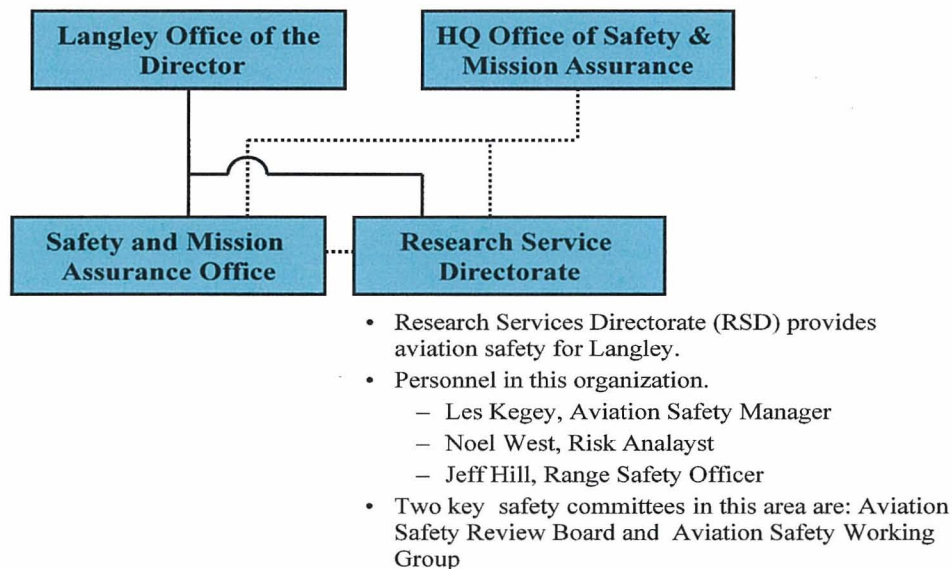 Langley Office of the
Director
HQ Office of Safety &
Mission Assurance
Safety and Mission
Assurance Office
Research Service
Directorate
• Research Services Directorate (RSD) provides
aviation safety for Langley.
• Personnel in this organization.
– Les Kegey, Aviation Safety Manager
– Noel West, Risk Analayst
– Jeff Hill, Range Safety Officer
• Two key safety committees in this area are: Aviation
Safety Review Board and Aviation Safety Working
Group